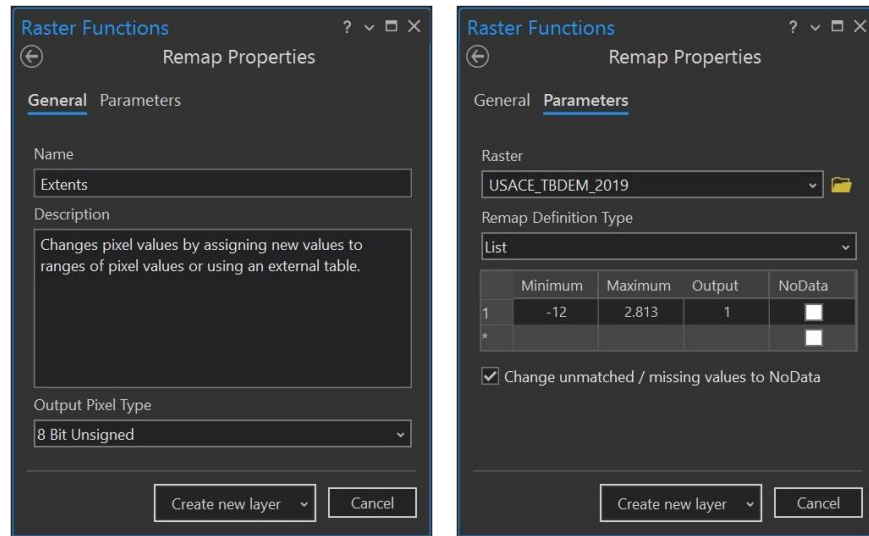 Raster Functions ?
Remap Properties
General Parameters
Name
Extents
Description
Changes pixel values by assigning new values to
ranges of pixel values or using an external table.
Output Pixel Type
8 Bit Unsigned
Create new layer Cancel
Raster Functions ?
Remap Properties
General Parameters
Raster
USACE_TBDEM_2019
Remap Definition Type
List
Minimum Maximum Output NoData
1 -12 2.813 1
*
Change unmatched / missing values to NoData
Create new layer Cancel